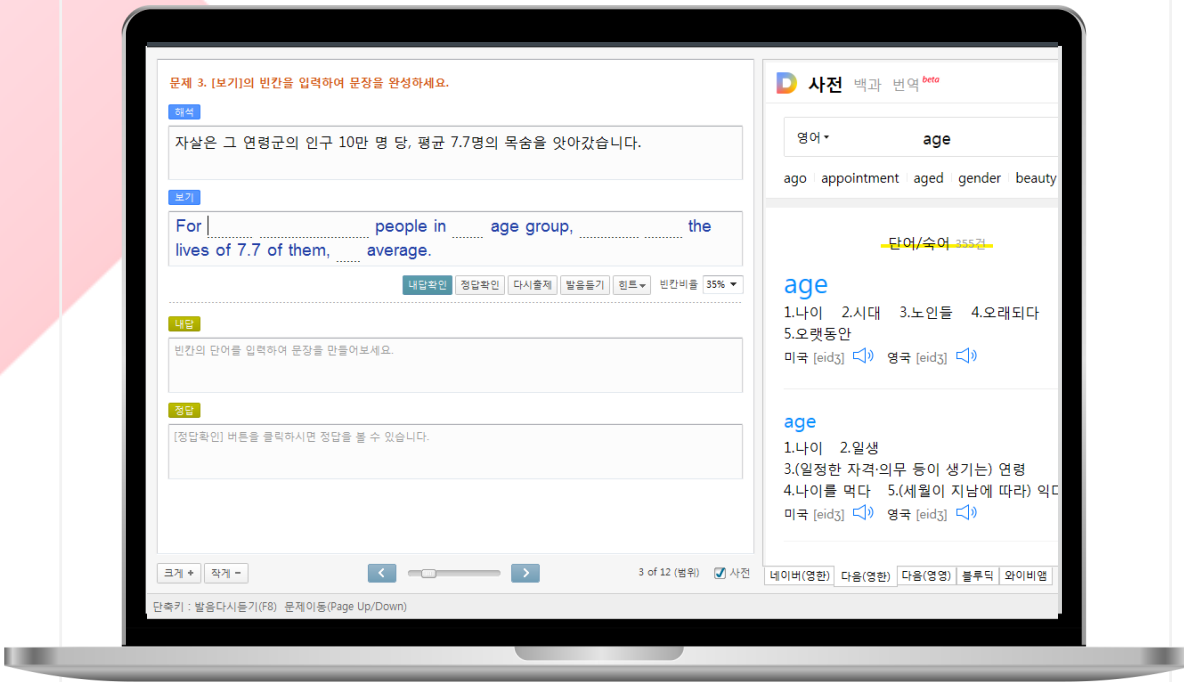 문제 3. [보기]의 빈칸을 입력하여 문장을 완성하세요.
해석
자살은 그 연령군의 인구 10만 명 당, 평균 7.7명의 목숨을 앗아갔습니다.
보기
For people in age group, the
lives of 7.7 of them, average.
내답확인 정답확인 다시출제 발음듣기 힌트 빈칸비율 35%
내답
빈칸의 단어를 입력하여 문장을 만들어보세요.
정답
[정답확인] 버튼을 클릭하시면 정답을 볼 수 있습니다.
크게 + 작게 - < > 3 of 12 (범위) 사전
단축키 : 발음다시듣기(F8) 문제이동(Page Up/Down)
D 사전 백과 번역 beta
영어 age
ago appointment aged gender beauty
단어/숙어 355건
age
1.나이 2.시대 3.노인들 4.오래되다
5.오랫동안
미국 [eidʒ] 영국 [eidʒ]
age
1.나이 2.일생
3.(일정한 자격·의무 등이 생기는) 연령
4.나이를 먹다 5.(세월이 지남에 따라) 익
미국 [eidʒ] 영국 [eidʒ]
네이버(영한) 다음(영한) 다음(영영) 블루딕 와이비앱